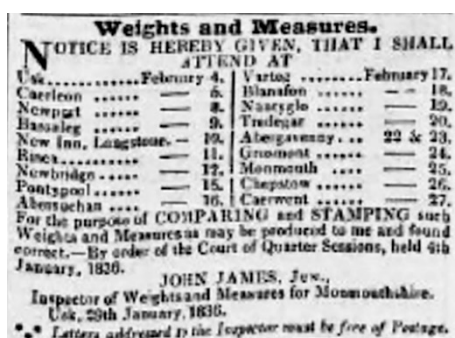 Weights and Measures.
NOTICE IS HEREBY GIVEN, THAT I SHALL
ATTEND AT
Usk............February 4.
Caerleon ...... — 5.
Newport ...... — 8.
Bassaleg ...... — 9.
New Inn, Langstone.. — 10.
Risca.......... — 11.
Newbridge...... — 12.
Pontypool...... — 15.
Abersuchan .... — 16.
Varteg ........February 17.
Blanafon ...... — — 18.
Nantyglo ...... — 19.
Tredegar ...... — 20.
Abergavenny... 22 & 23.
Grosmont ...... — 24.
Monmouth ...... — 25.
Chepstow ...... — 26.
Caerwent ...... — 27.
For the purpose of COMPARING and STAMPING such
Weights and Measures as may be produced to me and found
correct.—By order of the Court of Quarter Sessions, held 4th
January, 1836.
JOHN JAMES, Jun.,
Inspector of Weights and Measures for Monmouthshire.
Usk, 29th January, 1836.
*** Letters addressed to the Inspector must be free of Postage.